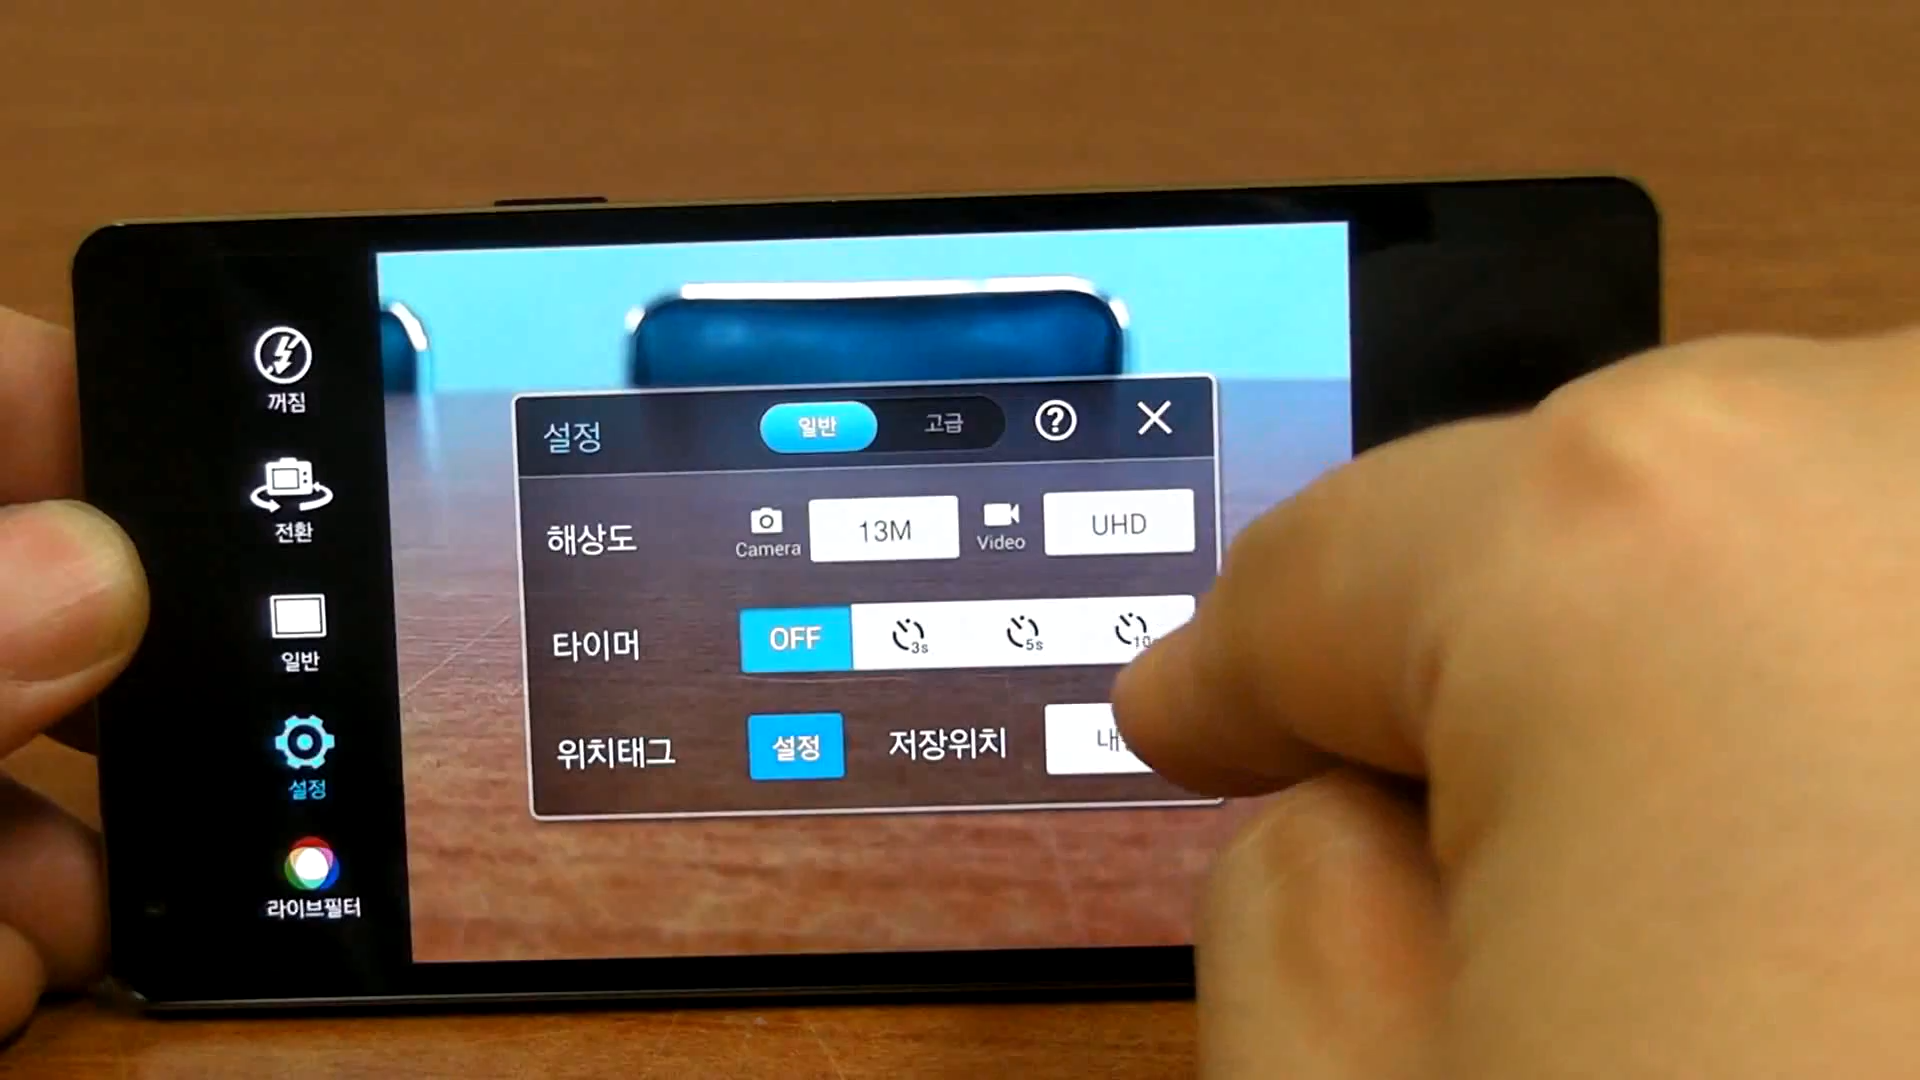 꺼짐
전환
일반
설정
라이브필터
설정 일반 고급 ?
해상도 Camera 13M Video UHD
타이머 OFF 3s 5s 10s
위치태그 설정 저장위치